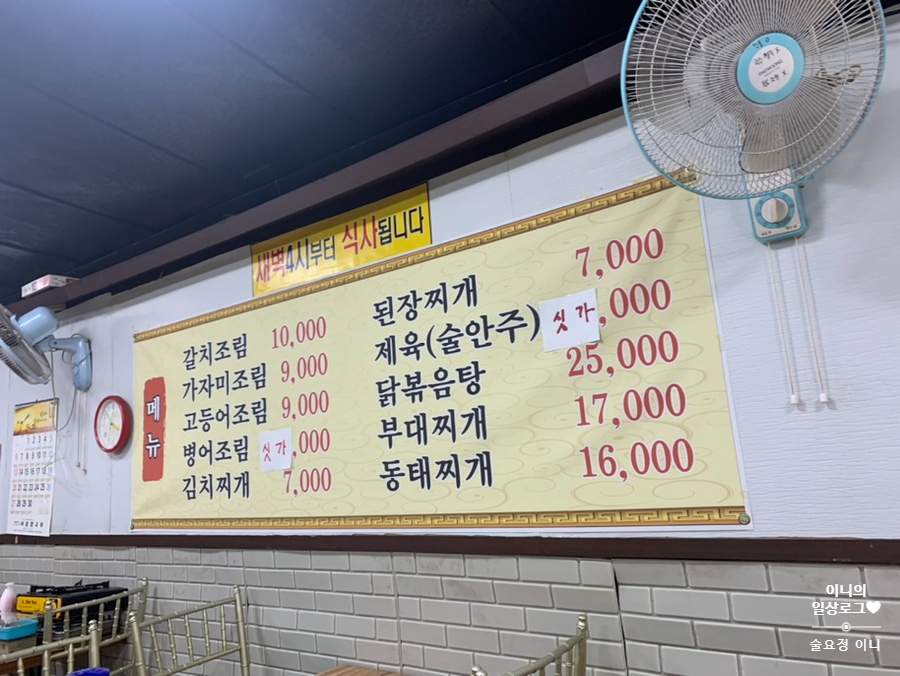 새벽4시부터 식사됩니다
메뉴
갈치조림 10,000
가자미조림 9,000
고등어조림 9,000
병어조림 싯가 ,000
김치찌개 7,000
된장찌개 7,000
제육(술안주) 싯가 ,000
닭볶음탕 25,000
부대찌개 17,000
동태찌개 16,000
이니의
일상로그♥
술요정 이니